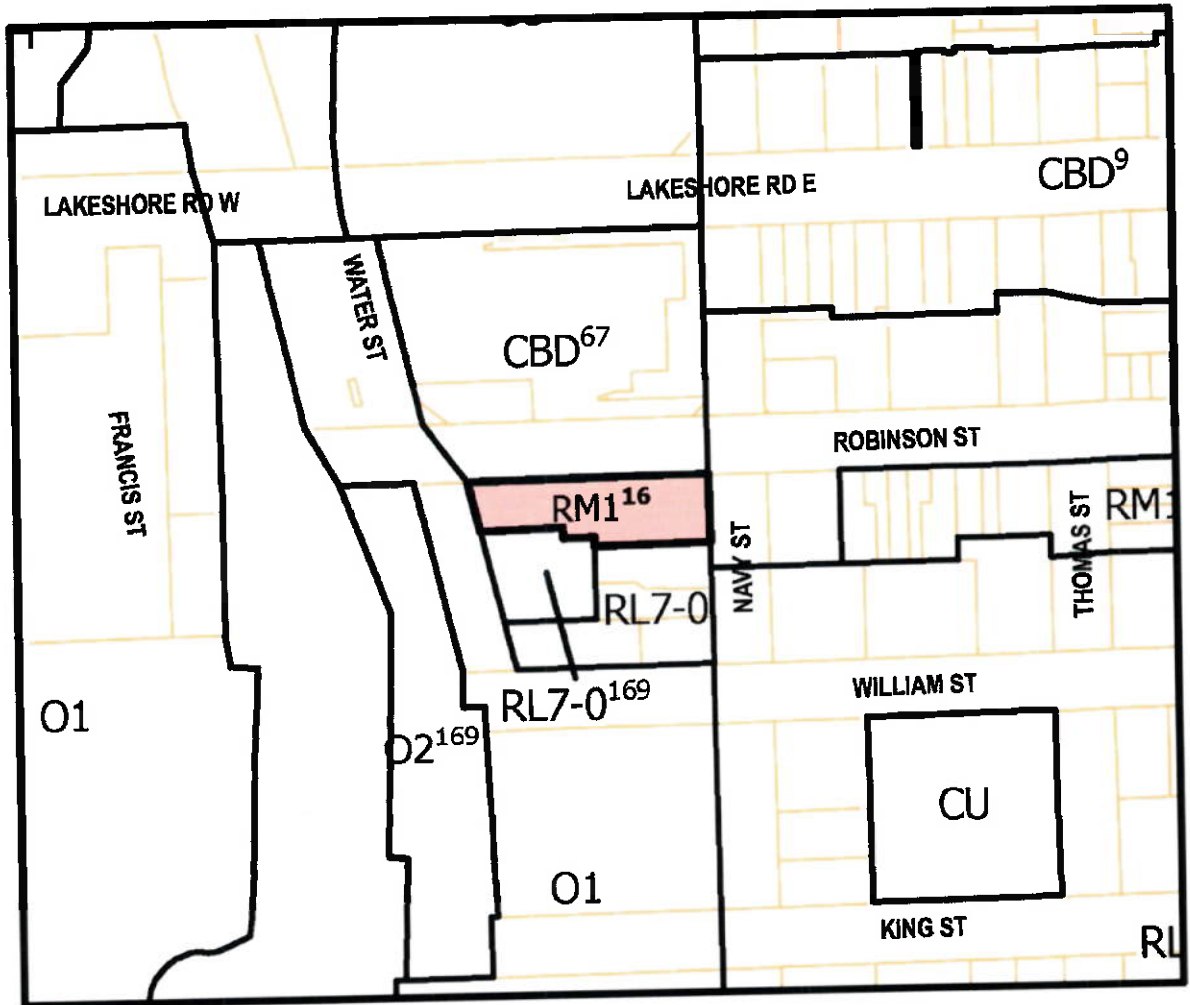 CBD⁹
LAKESHORE RD W
LAKESHORE RD E
WATER ST
CBD⁶⁷
FRANCIS ST
ROBINSON ST
RM1¹⁶
RM1
NAVY ST
THOMAS ST
RL7-0
RL7-0¹⁶⁹
WILLIAM ST
O1
O2¹⁶⁹
CU
O1
KING ST
RL